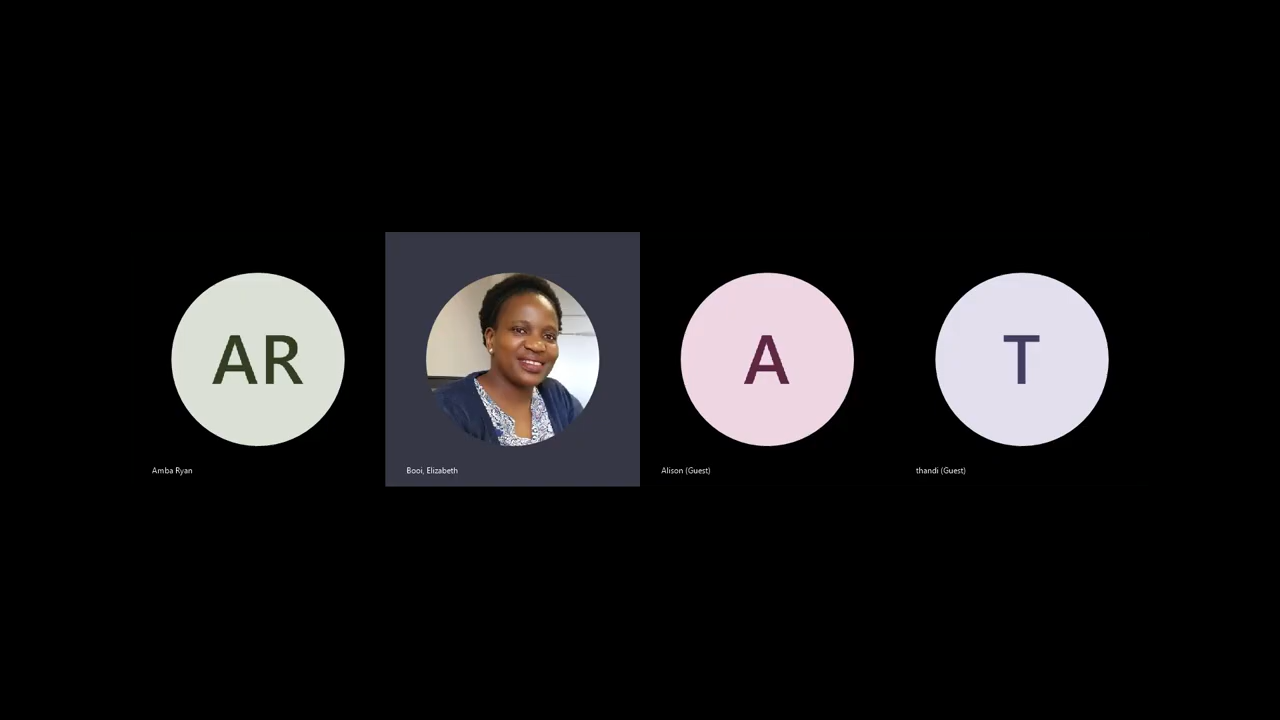 AR
A
T
Amba Ryan
Booi, Elizabeth
Alison (Guest)
thandi (Guest)